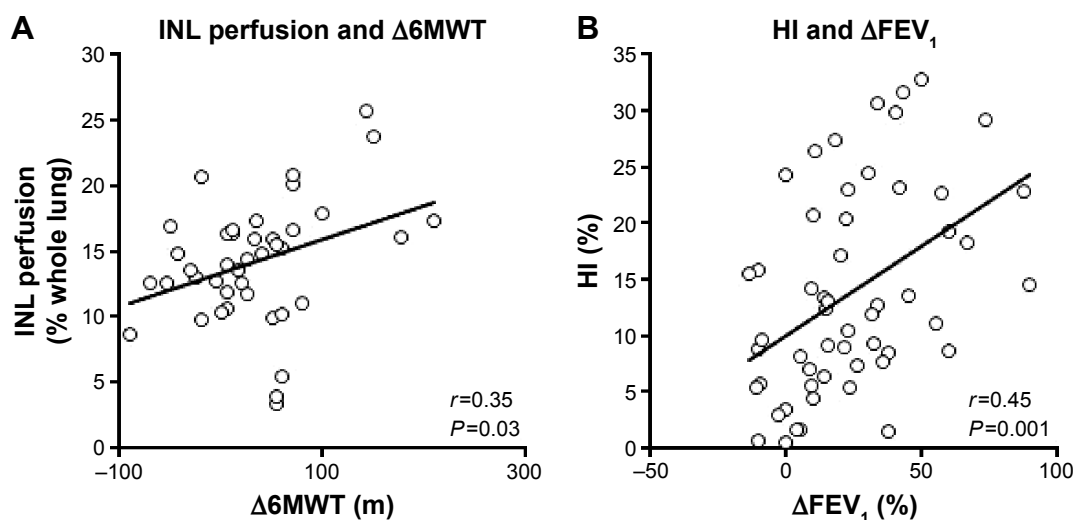 A
INL perfusion and Δ6MWT
30
25
20
15
10
5
0
INL perfusion
(% whole lung)
r=0.35
P=0.03
–100
100
300
Δ6MWT (m)
B
HI and ΔFEV₁
35
30
25
20
15
10
5
0
HI (%)
r=0.45
P=0.001
–50
0
50
100
ΔFEV₁ (%)